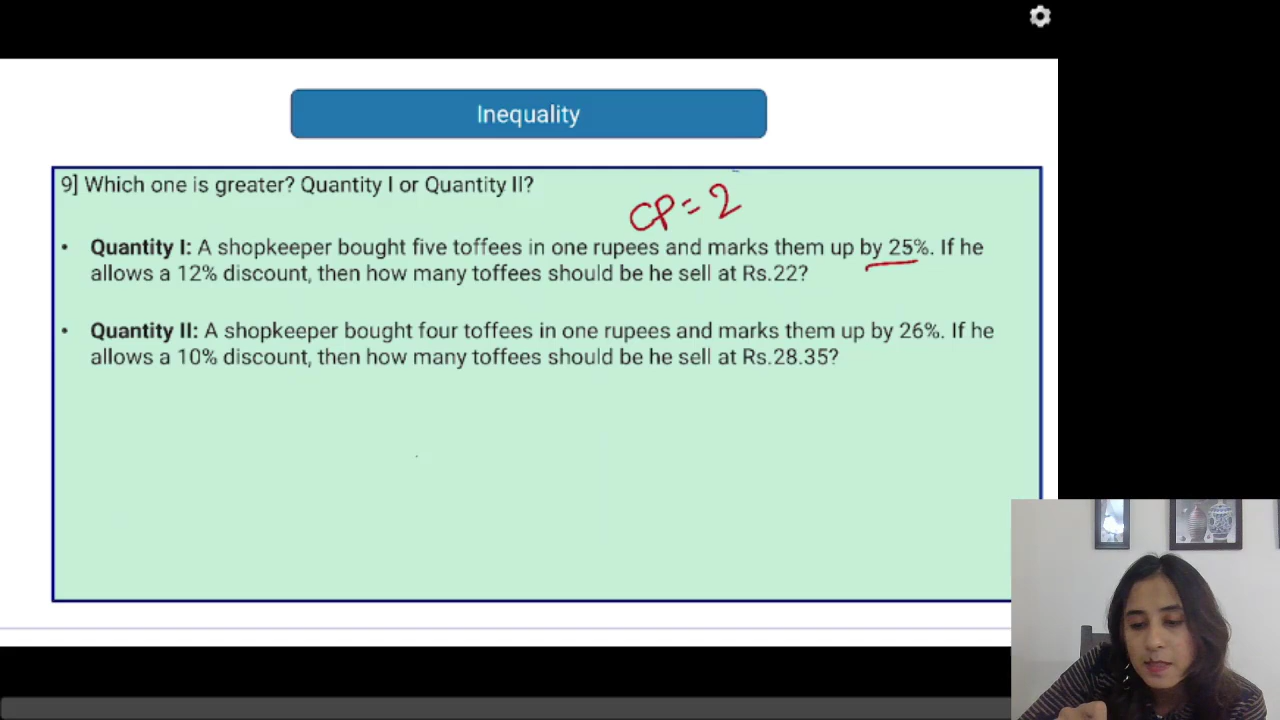 Inequality
9] Which one is greater? Quantity I or Quantity II?
CP = 2
• Quantity I: A shopkeeper bought five toffees in one rupees and marks them up by 25%. If he
allows a 12% discount, then how many toffees should be he sell at Rs.22?
• Quantity II: A shopkeeper bought four toffees in one rupees and marks them up by 26%. If he
allows a 10% discount, then how many toffees should be he sell at Rs.28.35?